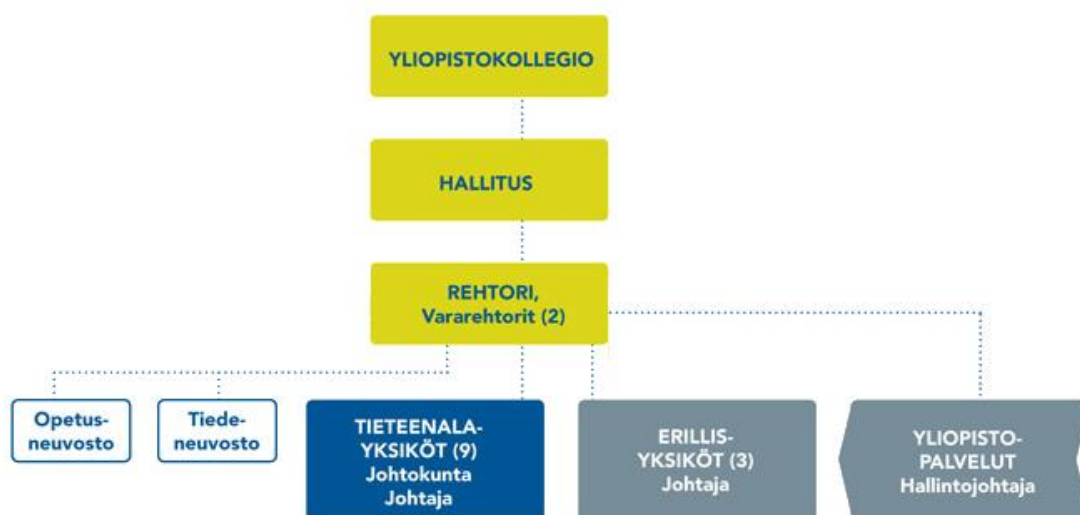 YLIOPISTOKOLLEGIO
HALLITUS
REHTORI,
Vararehtorit (2)
Opetus-
neuvosto
Tiede-
neuvosto
TIETEENALA-
YKSIKÖT (9)
Johtokunta
Johtaja
ERILLIS-
YKSIKÖT (3)
Johtaja
YLIOPISTO-
PALVELUT
Hallintojohtaja